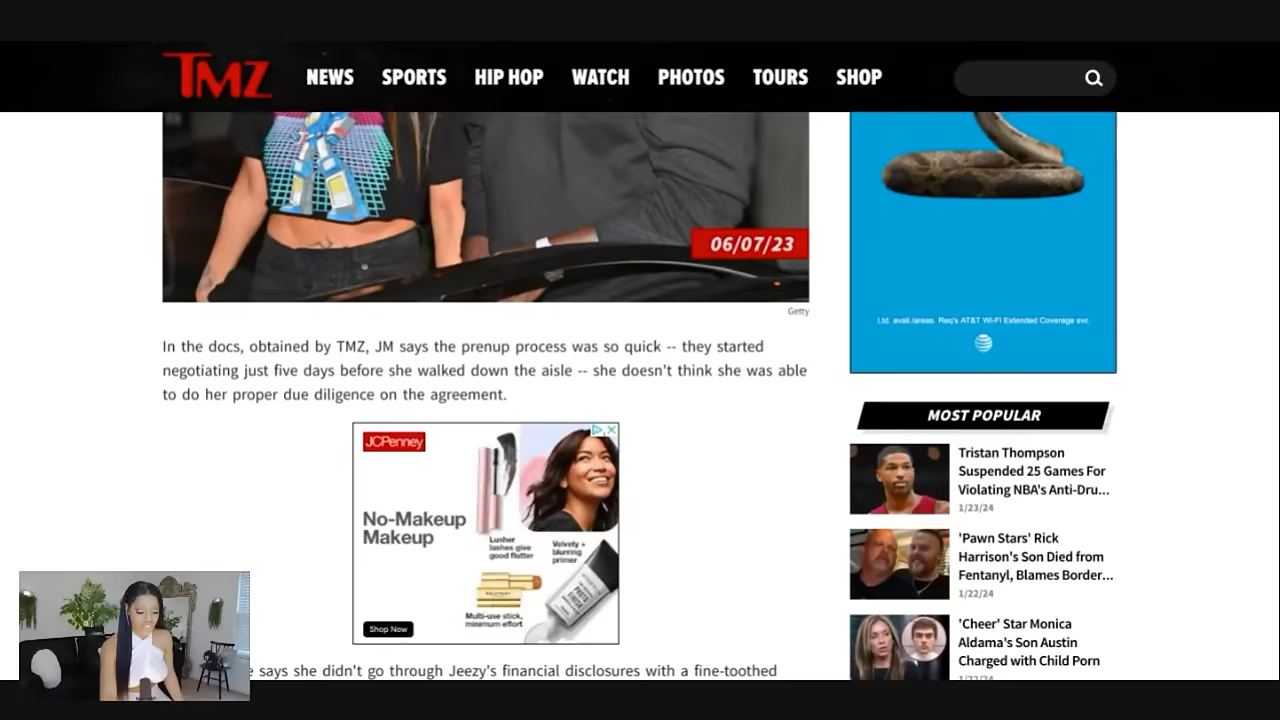 TMZ
NEWS
SPORTS
HIP HOP
WATCH
PHOTOS
TOURS
SHOP
06/07/23
Getty
In the docs, obtained by TMZ, JM says the prenup process was so quick -- they started
negotiating just five days before she walked down the aisle -- she doesn't think she was able
to do her proper due diligence on the agreement.
JCPenney
No-Makeup
Makeup
Lusher
lashes give
good flutter
Velvety +
blurring
primer
Multi-use stick,
minimum effort
Shop Now
says she didn't go through Jeezy's financial disclosures with a fine-toothed
Ltd. avail./areas. Req's AT&T Wi-Fi Extended Coverage svc.
MOST POPULAR
Tristan Thompson
Suspended 25 Games For
Violating NBA's Anti-Dru...
1/23/24
'Pawn Stars' Rick
Harrison's Son Died from
Fentanyl, Blames Border...
1/22/24
'Cheer' Star Monica
Aldama's Son Austin
Charged with Child Porn